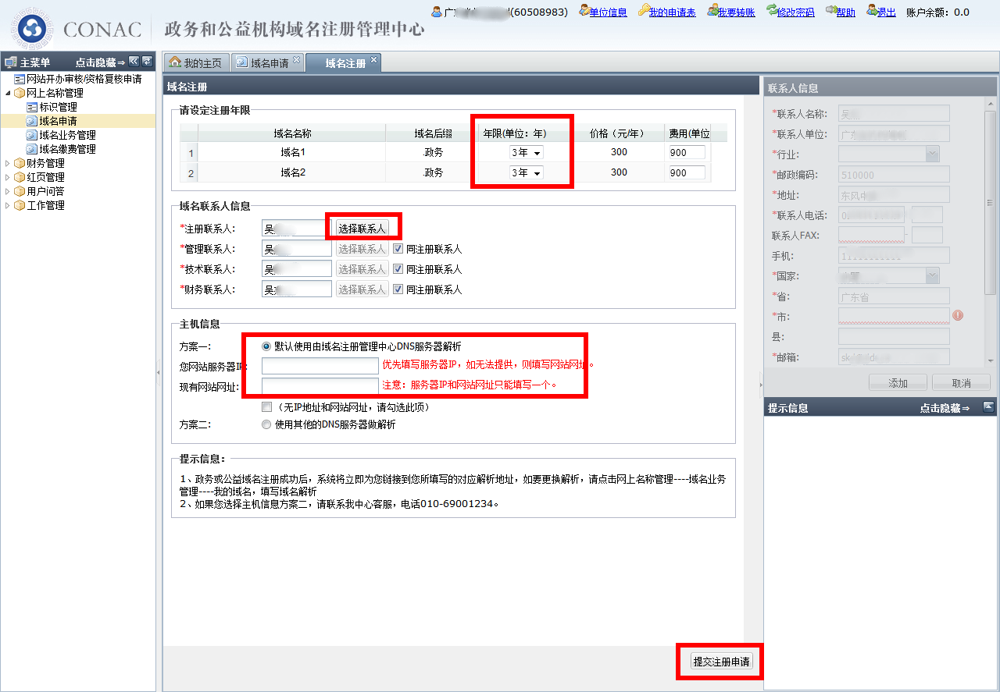 CONAC 政务和公益机构域名注册管理中心
广 (60508983) 单位信息 我的申请表 我要转账 修改密码 帮助 退出 账户余额：0.0
主菜单 点击隐藏⇒
网站开办审核/资格复核申请
网上名称管理
标识管理
域名申请
域名业务管理
域名缴费管理
财务管理
红页管理
用户问答
工作管理
我的主页 域名申请 域名注册
域名注册
请设定注册年限
域名名称 域名后缀 年限(单位：年) 价格（元/年） 费用(单位
1 域名1 .政务 3年 300 900
2 域名2 .政务 3年 300 900
域名联系人信息
*注册联系人： 吴 选择联系人
*管理联系人： 吴 选择联系人 同注册联系人
*技术联系人： 吴 选择联系人 同注册联系人
*财务联系人： 吴 选择联系人 同注册联系人
主机信息
方案一： 默认使用由域名注册管理中心DNS服务器解析
您网站服务器IP： 优先填写服务器IP，如无法提供，则填写网站网址。
现有网站网址： 注意：服务器IP和网站网址只能填写一个。
（无IP地址和网站网址，请勾选此项）
方案二： 使用其他的DNS服务器做解析
提示信息：
1、政务或公益域名注册成功后，系统将立即为您链接到您所填写的对应解析地址，如要更换解析，请点击网上名称管理----域名业务
管理----我的域名，填写域名解析
2、如果您选择主机信息方案二，请联系我中心客服，电话010-69001234。
提交注册申请
联系人信息
*联系人名称： 吴
*联系人单位： 广
*行业：
*邮政编码： 510000
*地址： 东风中
*联系人电话： 0 -
联系人FAX： -
手机： 1
*国家：
*省： 广东省
*市：
县：
*邮箱：
添加 取消
提示信息 点击隐藏⇒